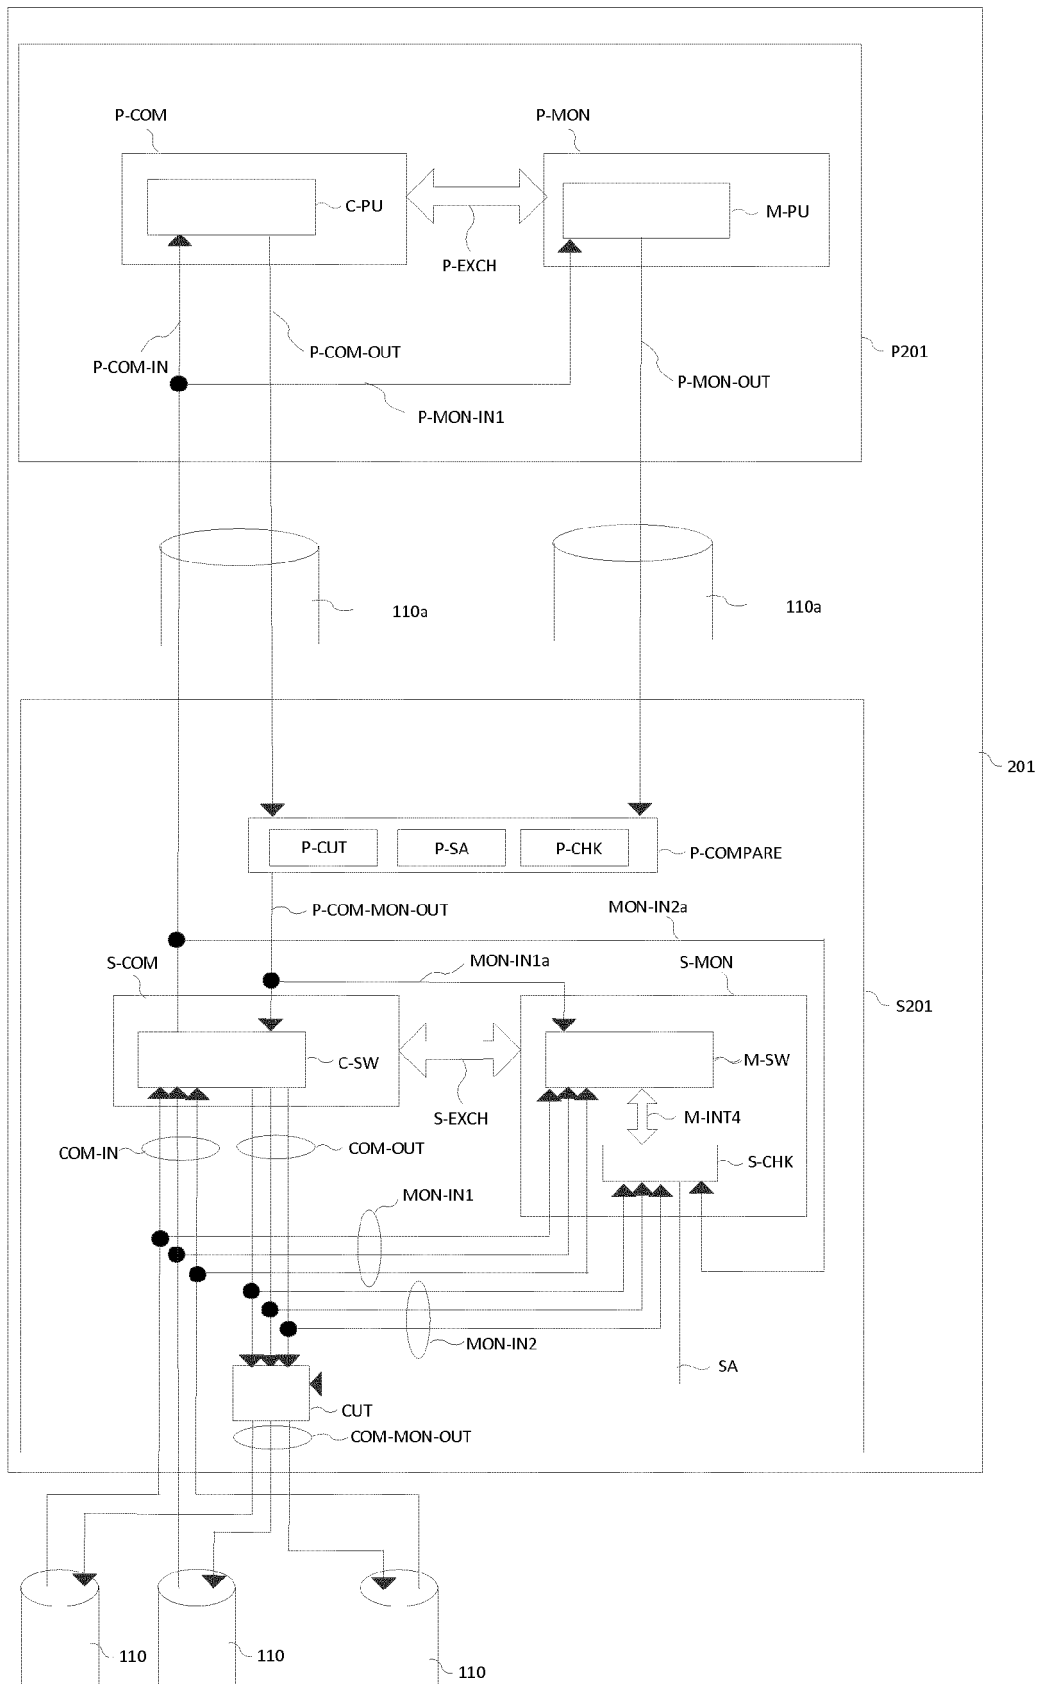 P-COM
P-MON
C-PU
M-PU
P-EXCH
P-COM-OUT
P201
P-COM-IN
P-MON-OUT
P-MON-IN1
110a
110a
201
P-CUT
P-SA
P-CHK
P-COMPARE
P-COM-MON-OUT
MON-IN2a
S-COM
MON-IN1a
S-MON
S201
C-SW
M-SW
S-EXCH
M-INT4
COM-IN
COM-OUT
S-CHK
MON-IN1
MON-IN2
SA
CUT
COM-MON-OUT
110
110
110